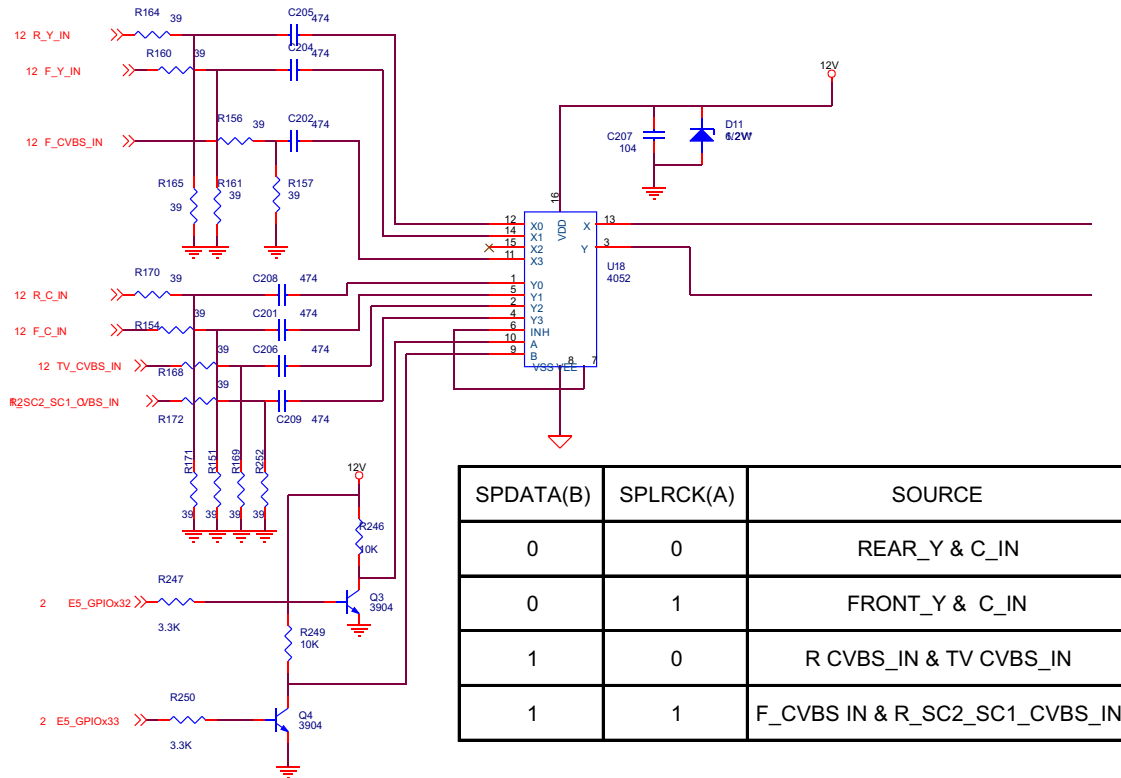 R164 39
C205 474
12 R_Y_IN
C204 474
R160 39
12 F_Y_IN
12V
R156 39
C202 474
12 F_CVBS_IN
C207
104
D11
R165
39
R161
39
R157
39
16
VDD
12 X0 X 13
14 X1
15 X2 Y 3
11 X3
U18
4052
1 Y0
5 Y1
2 Y2
4 Y3
6 INH
10 A
9 B
VSS VEE
8 7
R170 39
C208 474
12 R_C_IN
R154 39
C201 474
12 F_C_IN
39
C206 474
12 TV_CVBS_IN
R168
39
R172
C209 474
R171 R151 R169 R252
39 39 39 39
12V
R246
10K
R247
2 E5_GPIOx32
3.3K
Q3
3904
R249
10K
R250
2 E5_GPIOx33
3.3K
Q4
3904
SPDATA(B) SPLRCK(A) SOURCE
0 0 REAR_Y & C_IN
0 1 FRONT_Y & C_IN
1 0 R CVBS_IN & TV CVBS_IN
1 1 F_CVBS IN & R_SC2_SC1_CVBS_IN